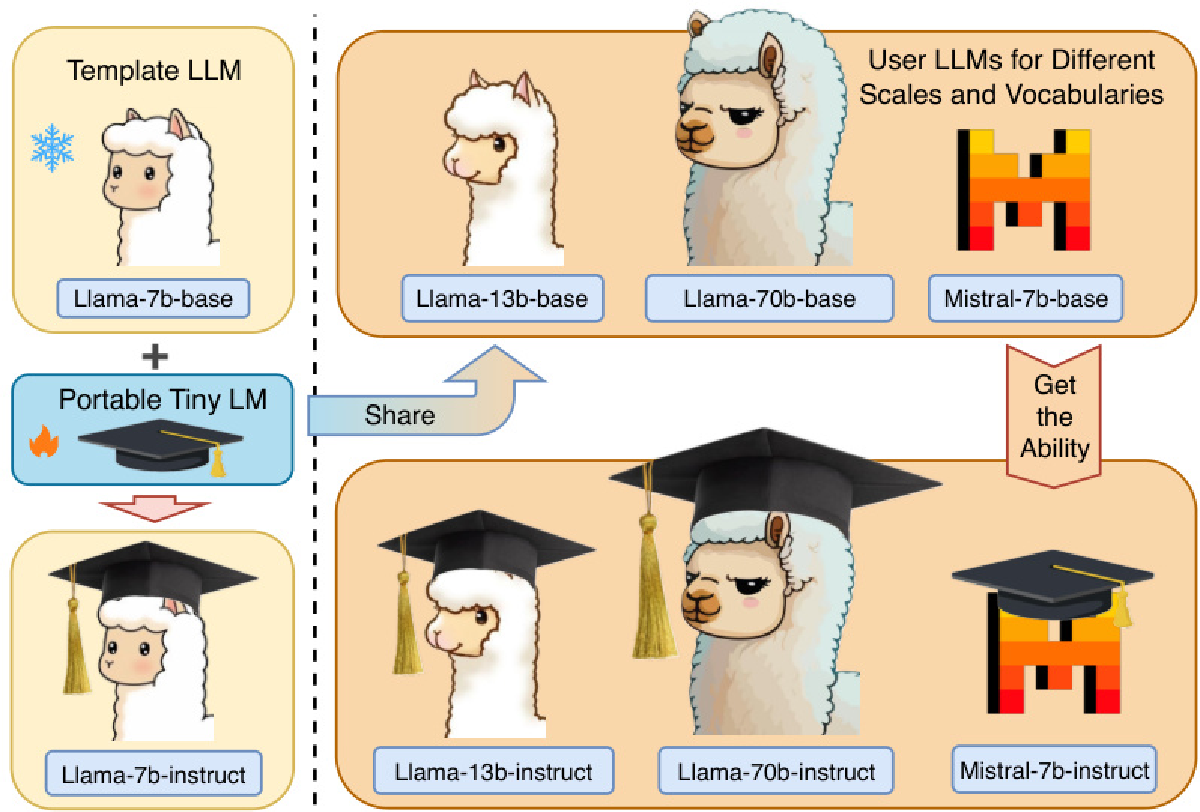 Template LLM
Llama-7b-base
+
Portable Tiny LM
Llama-7b-instruct
Share
User LLMs for Different
Scales and Vocabularies
Llama-13b-base
Llama-70b-base
Mistral-7b-base
Get
the
Ability
Llama-13b-instruct
Llama-70b-instruct
Mistral-7b-instruct